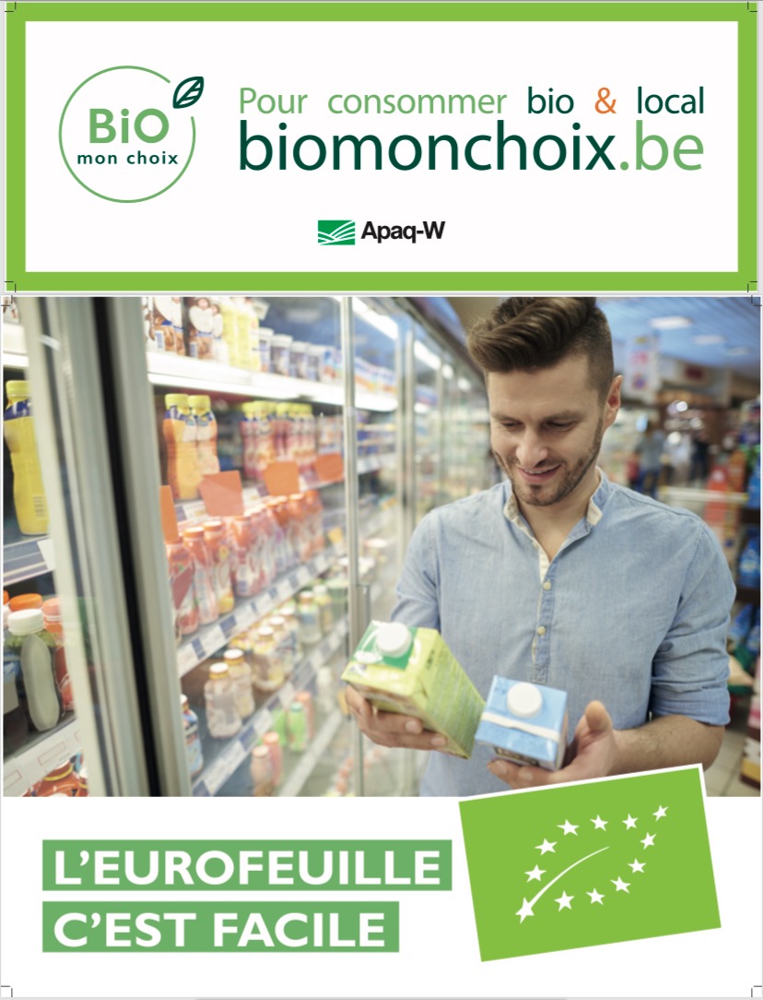 BiO
mon choix
Pour consommer bio & local
biomonchoix.be
Apaq-W
L'EUROFEUILLE
C'EST FACILE